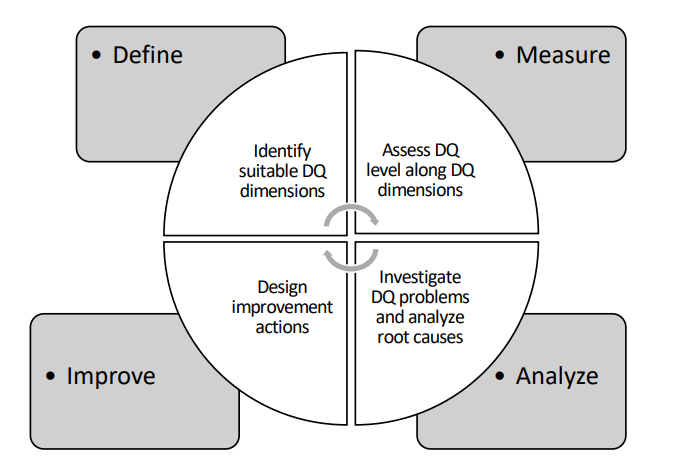 • Define
• Measure
Identify
suitable DQ
dimensions
Assess DQ
level along DQ
dimensions
Design
improvement
actions
Investigate
DQ problems
and analyze
root causes
• Improve
• Analyze